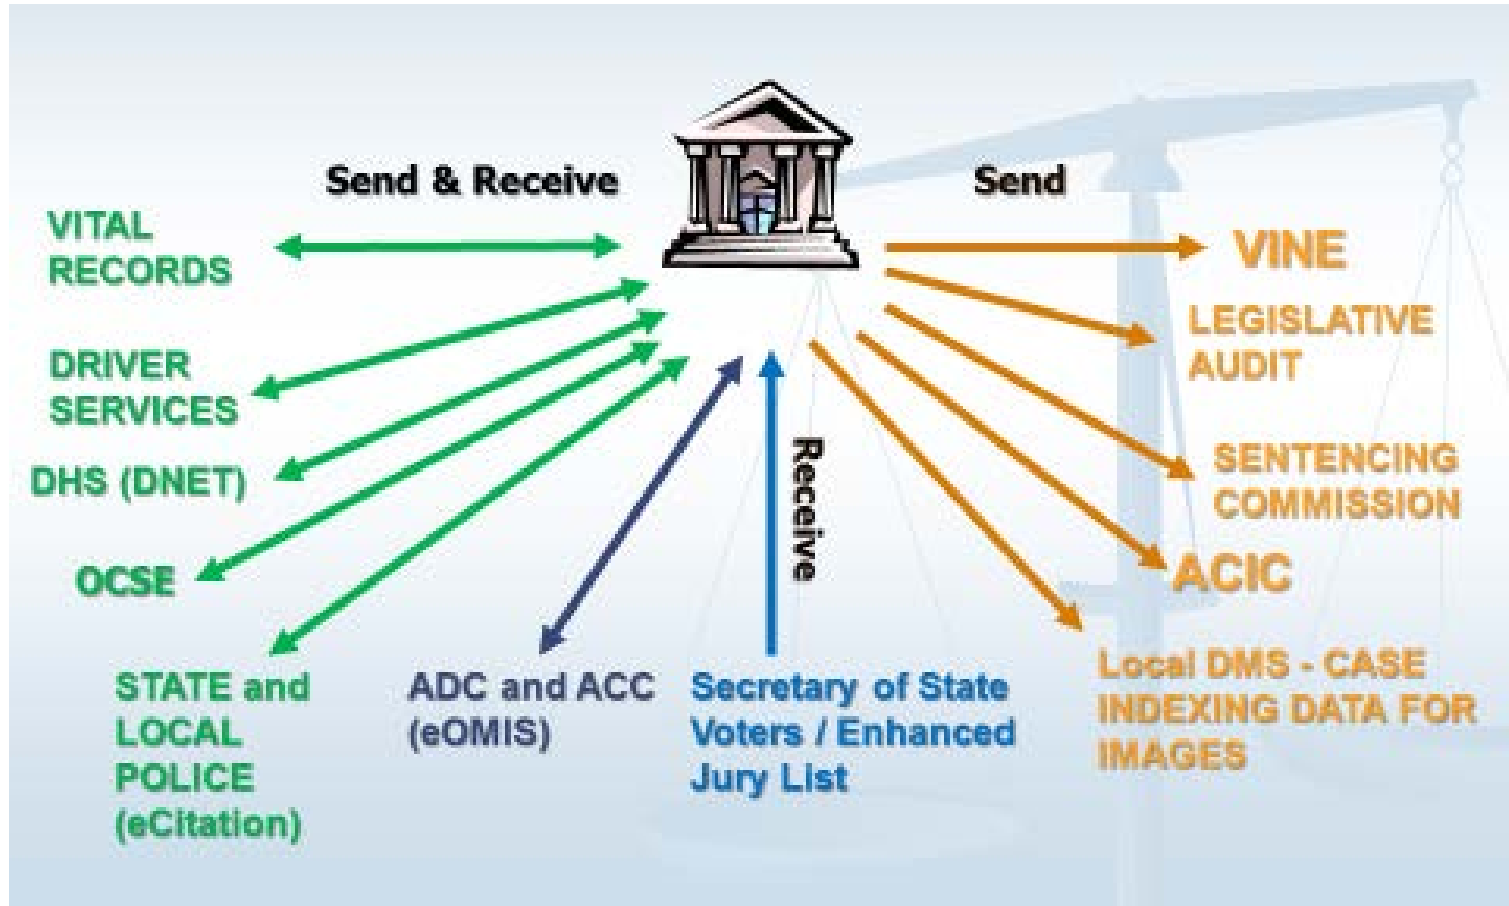 Send & Receive
Send
VITAL
RECORDS
DRIVER
SERVICES
DHS (DNET)
OCSE
STATE and
LOCAL
POLICE
(eCitation)
ADC and ACC
(eOMIS)
Receive
Secretary of State
Voters / Enhanced
Jury List
VINE
LEGISLATIVE
AUDIT
SENTENCING
COMMISSION
ACIC
Local DMS - CASE
INDEXING DATA FOR
IMAGES